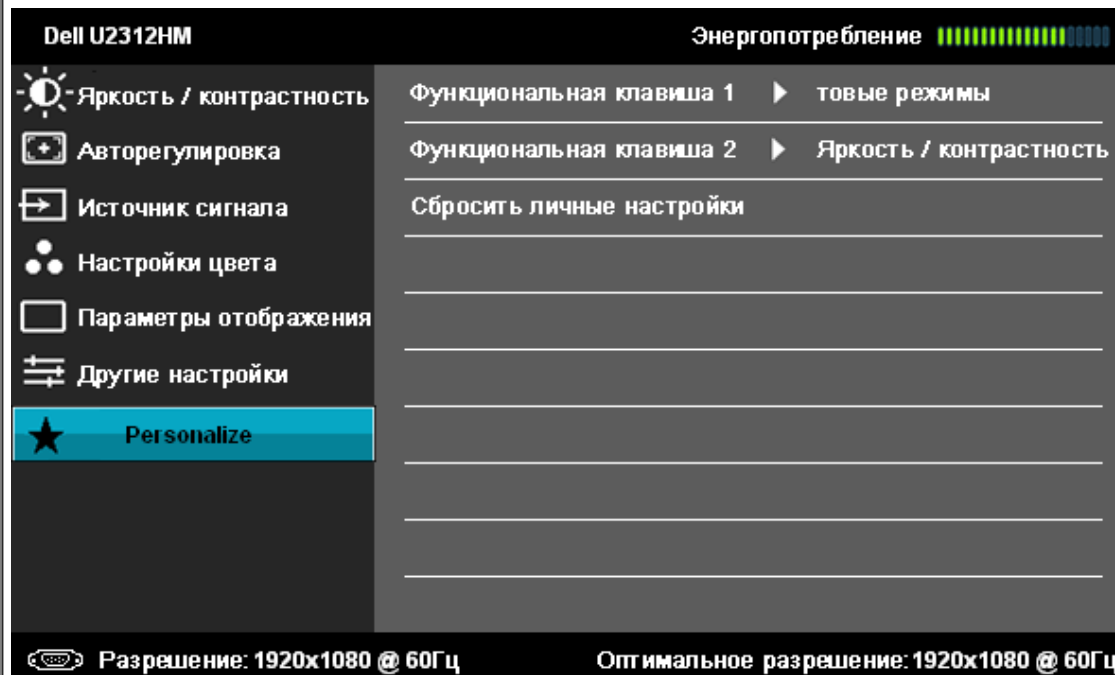 Dell U2312HM
Энергопотребление
Яркость / контрастность
Авторегулировка
Источник сигнала
Настройки цвета
Параметры отображения
Другие настройки
Personalize
Функциональная клавиша 1 товые режимы
Функциональная клавиша 2 Яркость / контрастность
Сбросить личные настройки
Разрешение: 1920x1080 @ 60Гц
Оптимальное разрешение: 1920x1080 @ 60Гц